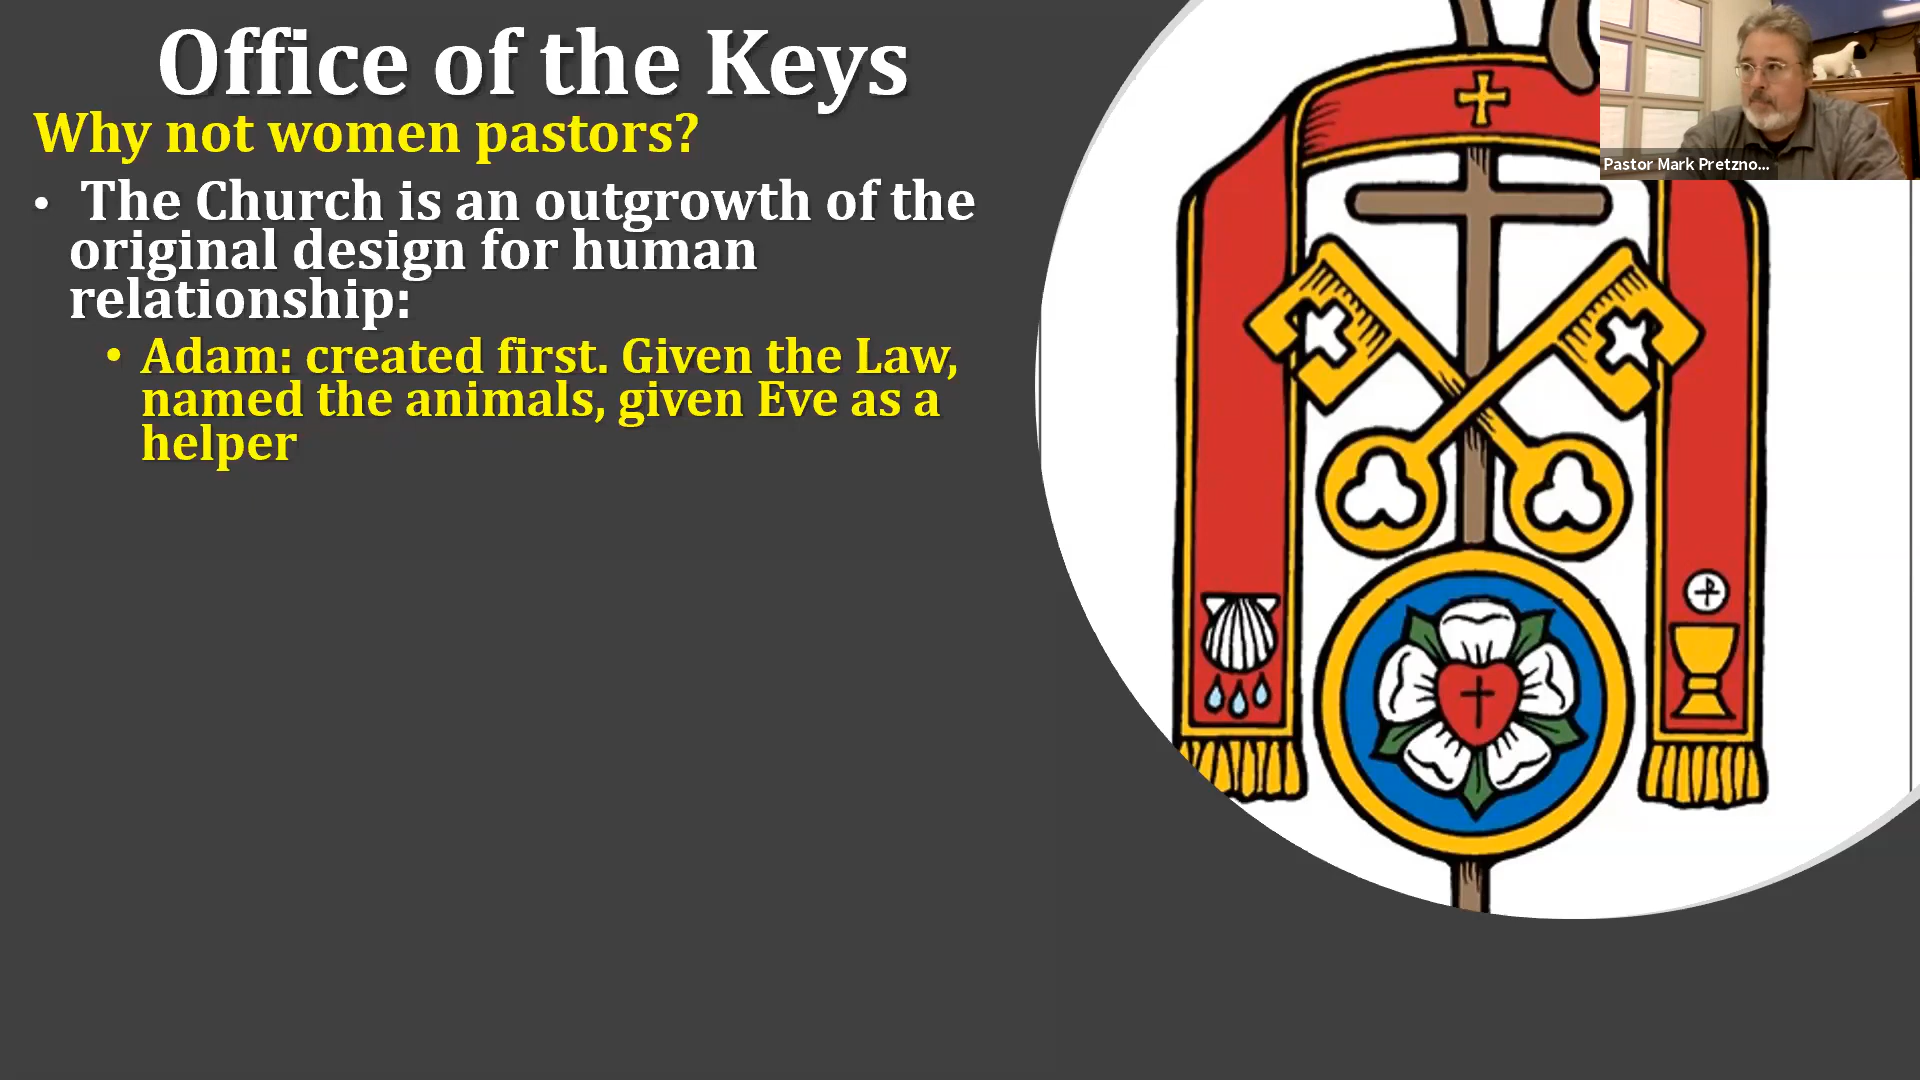 Office of the Keys
Why not women pastors?
• The Church is an outgrowth of the
original design for human
relationship:
• Adam: created first. Given the Law,
named the animals, given Eve as a
helper
Pastor Mark Pretzno...